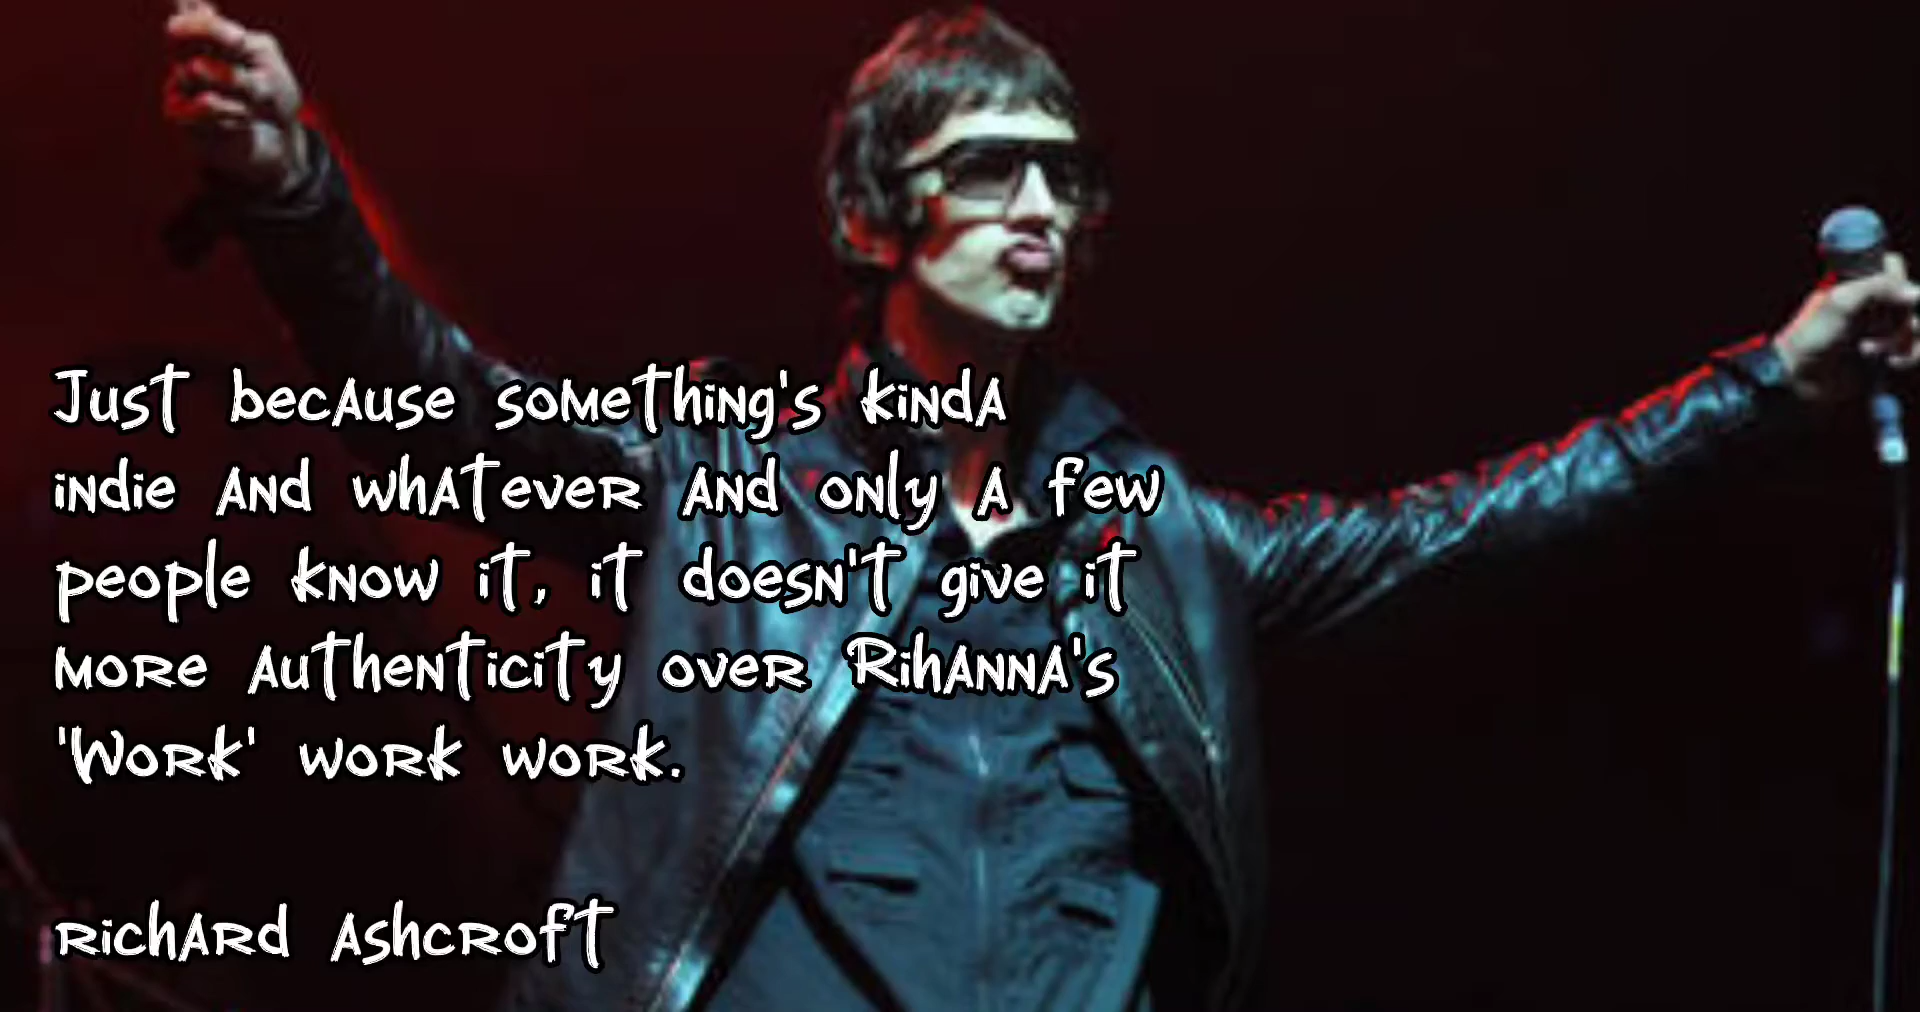 Just because something's kinda
indie and whatever and only a few
people know it, it doesn't give it
more authenticity over Rihanna's
'Work' work work.
Richard Ashcroft